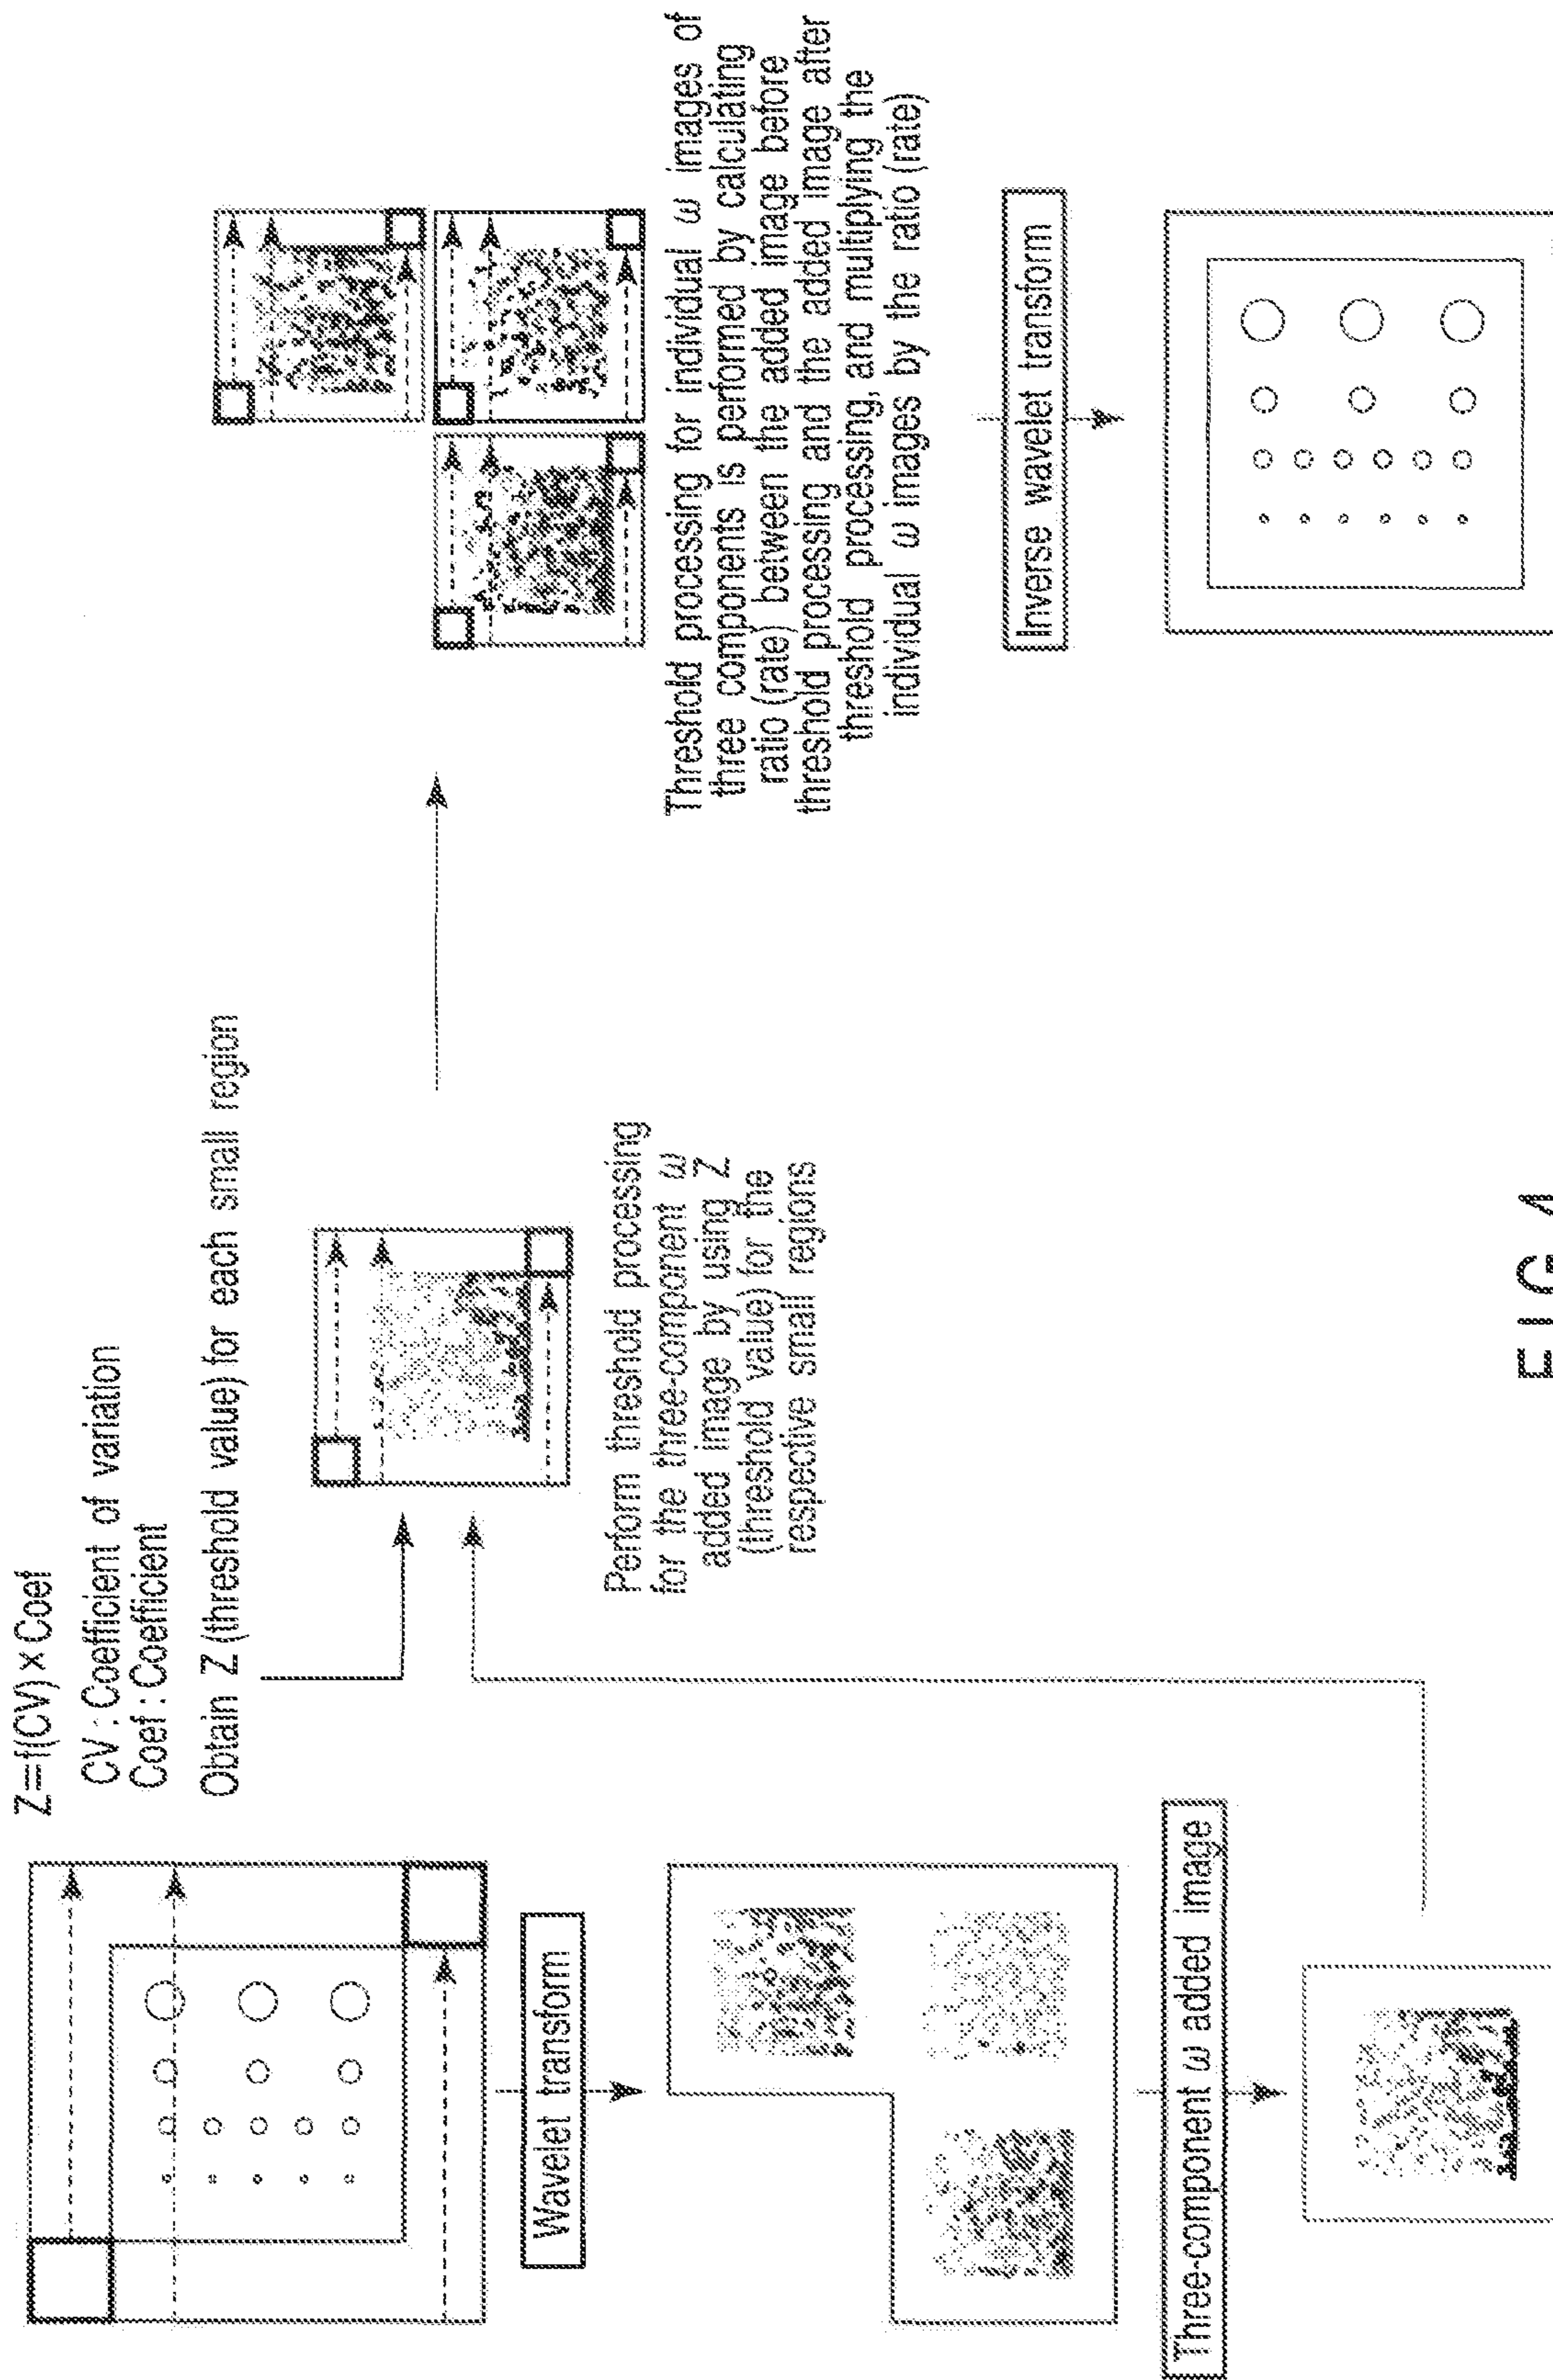 Z=f(CV)×Coef
CV : Coefficient of variation
Coef : Coefficient
Obtain Z (threshold value) for each small region
Wavelet transform
Three-component ω added image
Perform threshold processing
for the three-component ω
added image by using Z
(threshold value) for the
respective small regions
Threshold processing for individual ω images of
three components is performed by calculating
ratio (rate) between the added image before
threshold processing and the added image after
threshold processing, and multiplying the
individual ω images by the ratio (rate)
Inverse wavelet transform
FIG. 4